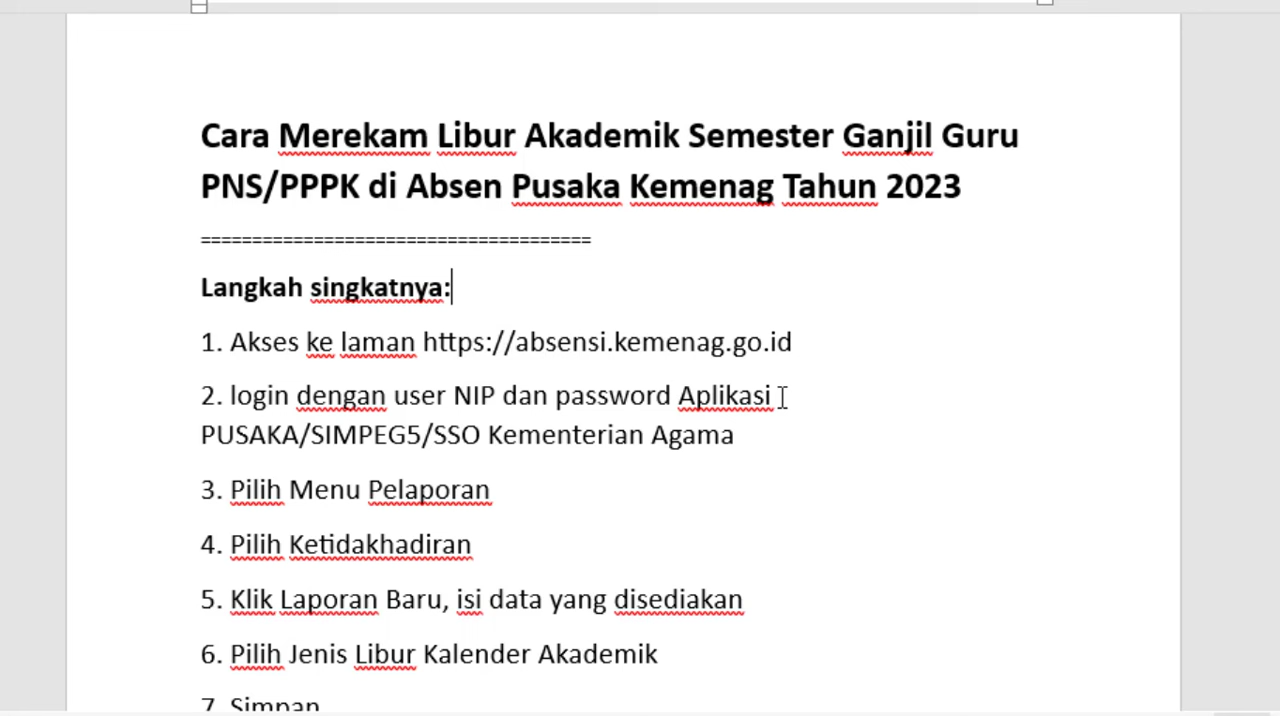 Cara Merekam Libur Akademik Semester Ganjil Guru
PNS/PPPK di Absen Pusaka Kemenag Tahun 2023
======================================
Langkah singkatnya:
1. Akses ke laman https://absensi.kemenag.go.id
2. login dengan user NIP dan password Aplikasi
PUSAKA/SIMPEG5/SSO Kementerian Agama
3. Pilih Menu Pelaporan
4. Pilih Ketidakhadiran
5. Klik Laporan Baru, isi data yang disediakan
6. Pilih Jenis Libur Kalender Akademik
7. Simpan